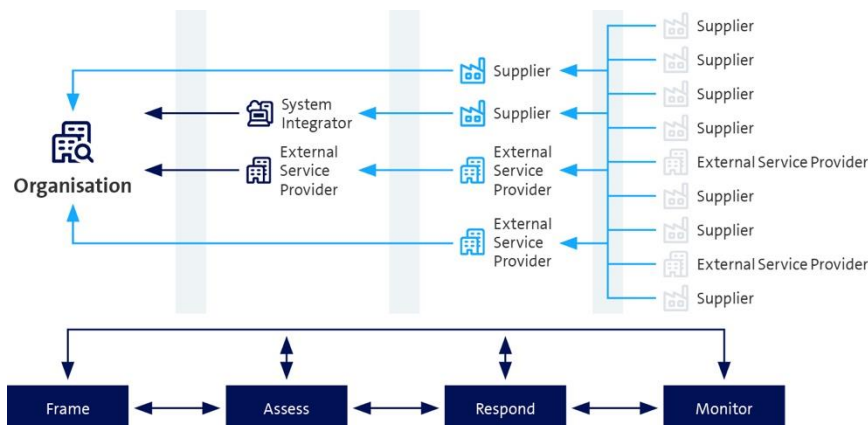 Supplier
Supplier
Supplier
Supplier
External Service Provider
Supplier
Supplier
External Service Provider
Supplier
Supplier
Supplier
External
Service
Provider
External
Service
Provider
System
Integrator
External
Service
Provider
Organisation
Frame
Assess
Respond
Monitor